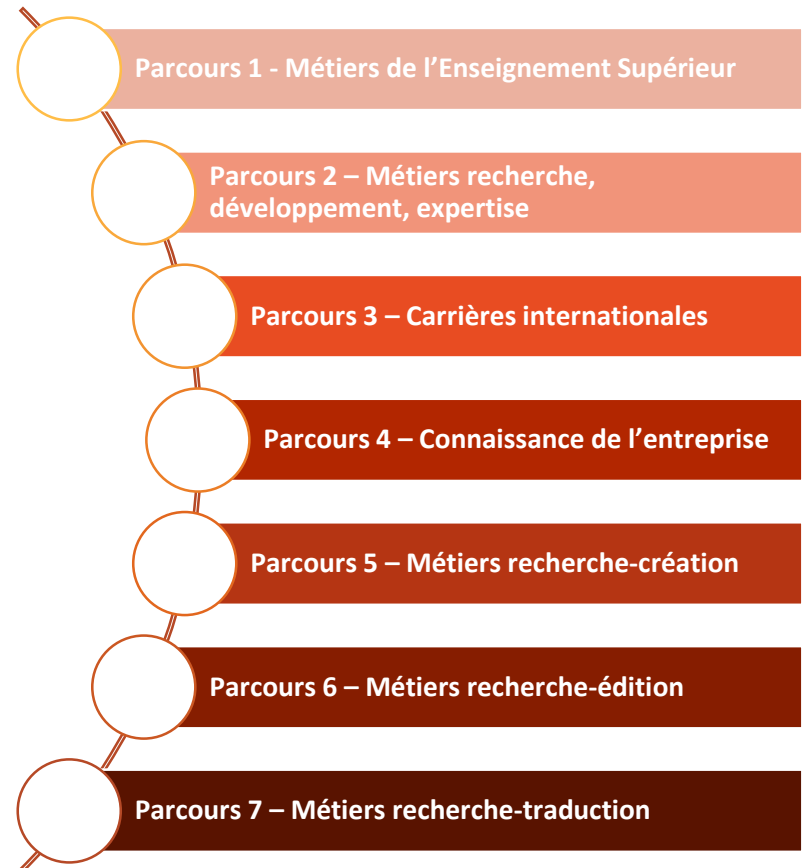 Parcours 1 - Métiers de l’Enseignement Supérieur
Parcours 2 – Métiers recherche,
développement, expertise
Parcours 3 – Carrières internationales
Parcours 4 – Connaissance de l’entreprise
Parcours 5 – Métiers recherche-création
Parcours 6 – Métiers recherche-édition
Parcours 7 – Métiers recherche-traduction